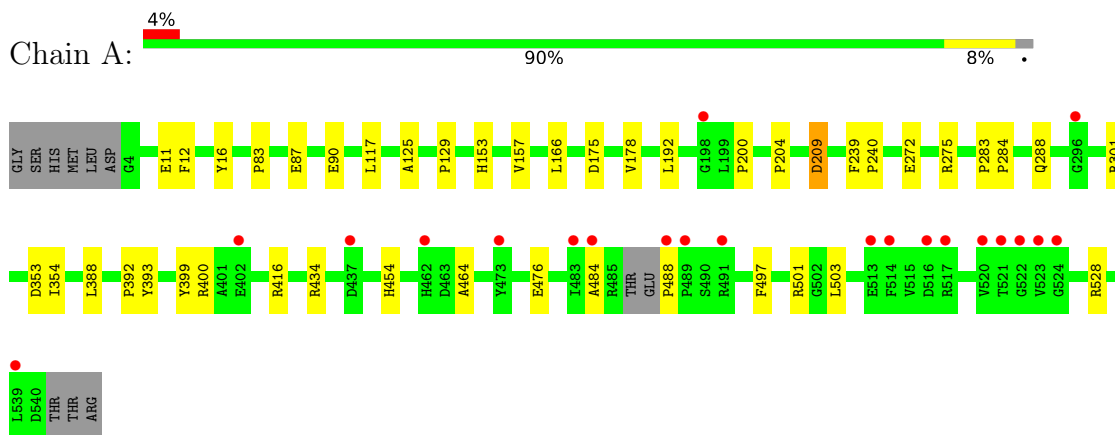 4%
Chain A:
90% 8% •
GLY SER HIS MET LEU ASP G4 E11 F12 Y16 P83 E87 E90 L117 A125 P129 H153 V157 L166 D175 V178 L192 G198 L199 P200 P204 D209 F239 P240 E272 R275 P283 P284 Q288 G296
D353 I354 L388 P392 Y393 Y399 R400 A401 E402 R416 R434 D437 H454 H462 D463 A464 Y473 E476 I483 A484 R485 THR GLU P488 P489 S490 R491 F497 R501 G502 L503 E513 F514 V515 D516 R517 V520 T521 G522 V523 G524 R528
L539 D540 THR THR ARG